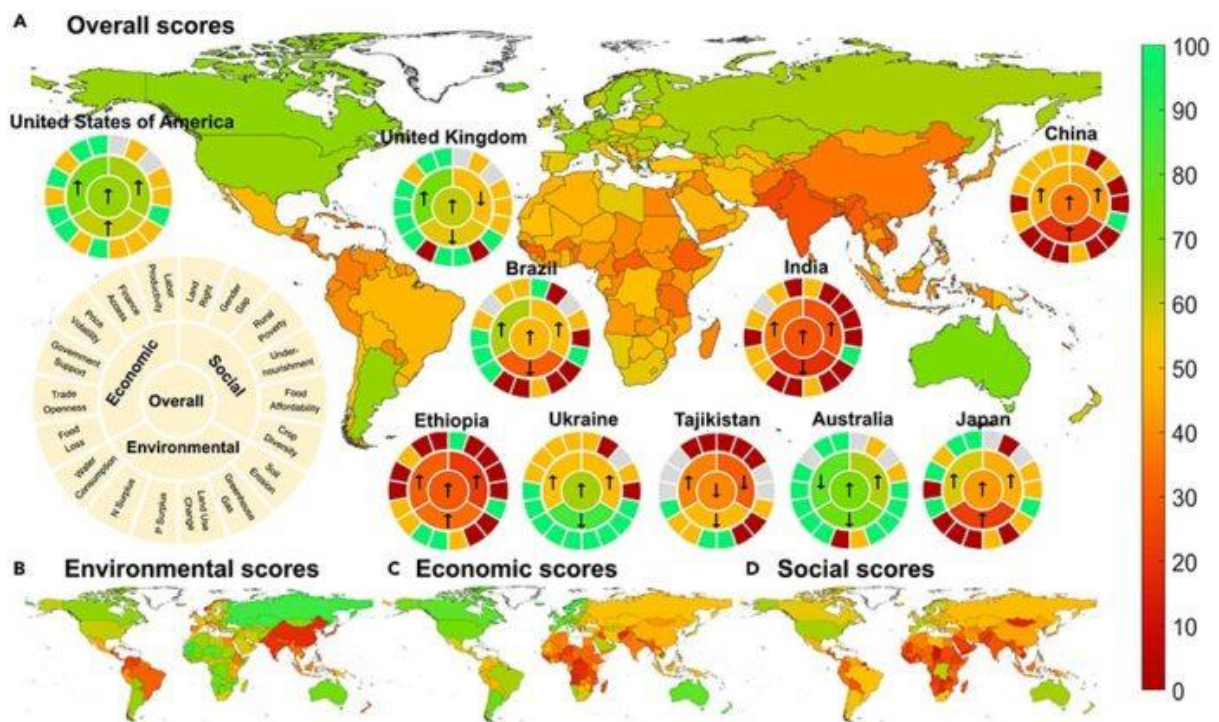 A
Overall scores
United States of America
United Kingdom
China
Brazil
India
Ethiopia
Ukraine
Tajikistan
Australia
Japan
Overall
Economic
Social
Environmental
Land
Right
Gender
Gap
Rural
Poverty
Under-
nourishment
Food
Affordability
Crop
Diversity
Soil
Erosion
Greenhouse
Gas
Land Use
Change
P Surplus
N Surplus
Water
Consumption
Food
Loss
Trade
Openness
Government
Support
Price
Volatility
Finance
Access
Labor
Productivity
100
90
80
70
60
50
40
30
20
10
0
B Environmental scores
C Economic scores
D Social scores